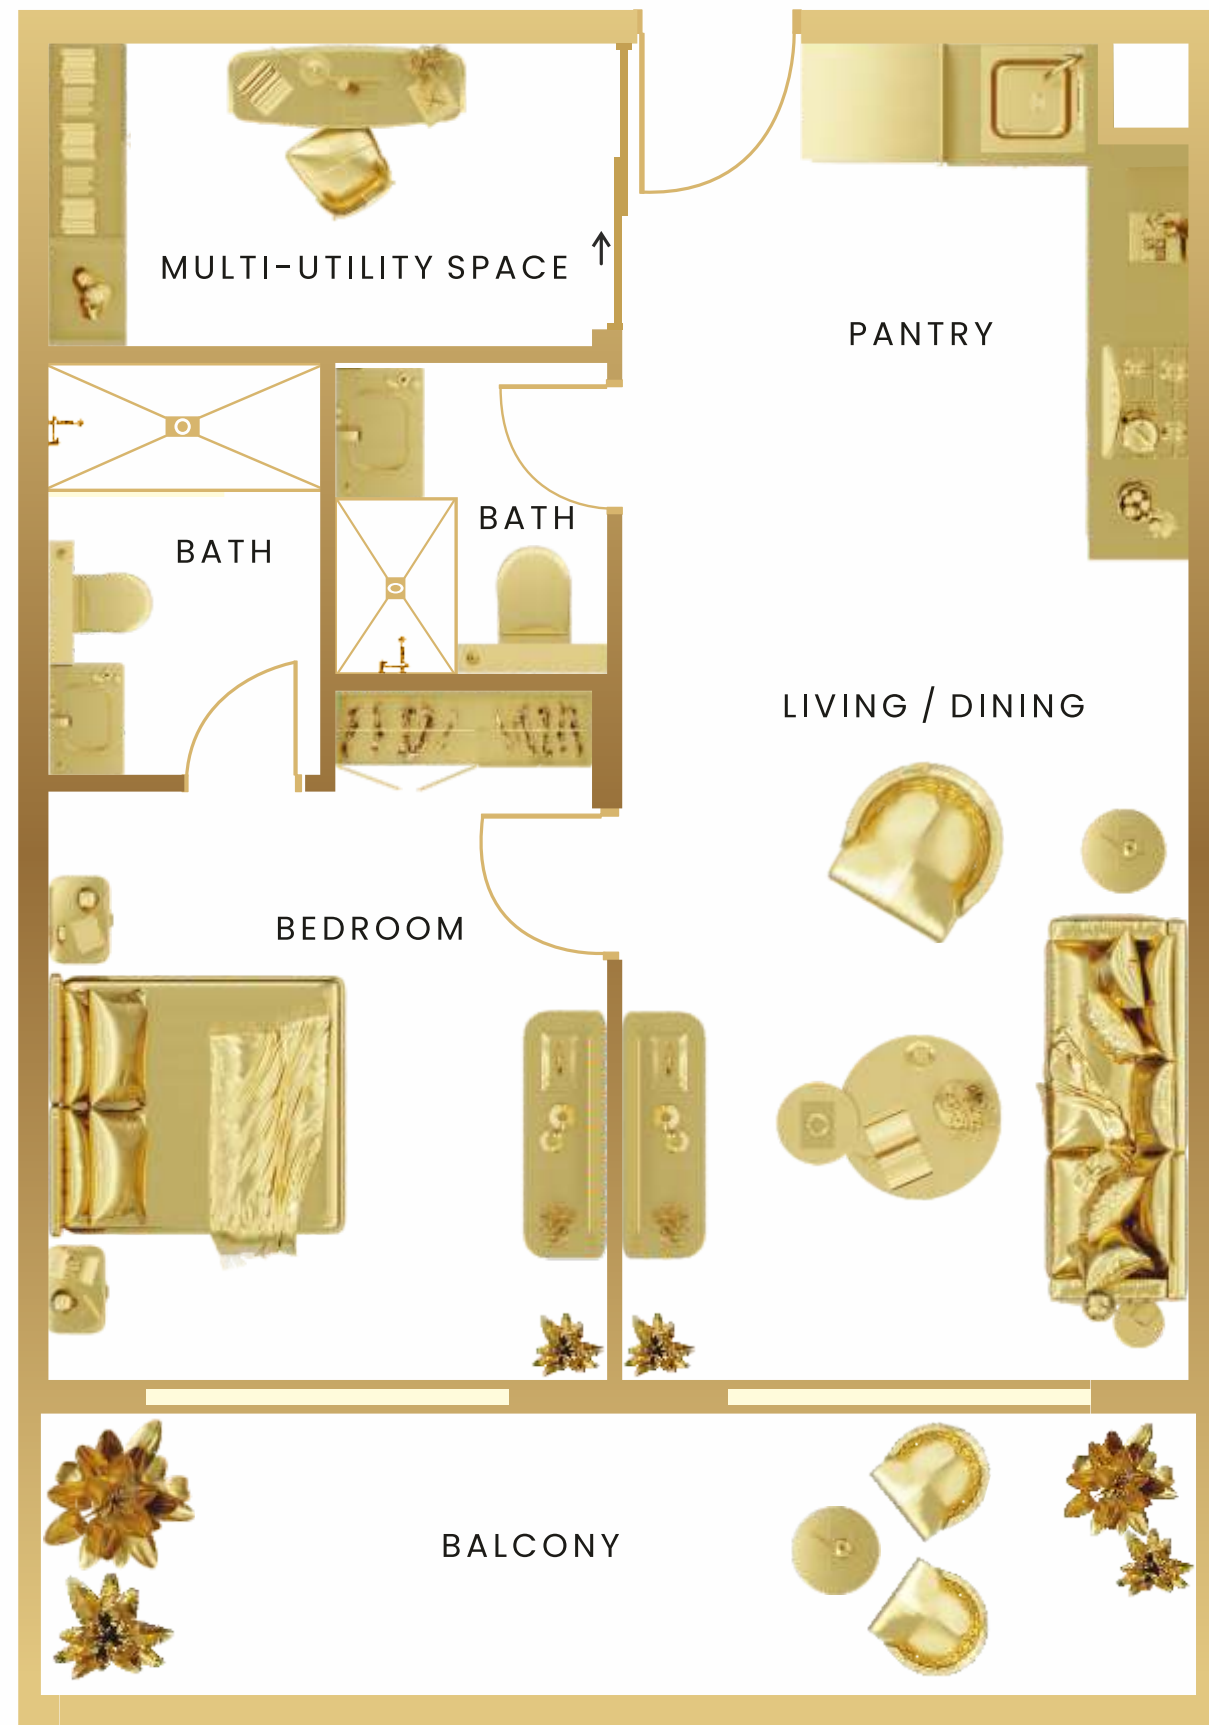 MULTI-UTILITY SPACE
PANTRY
BATH
BATH
LIVING / DINING
BEDROOM
BALCONY